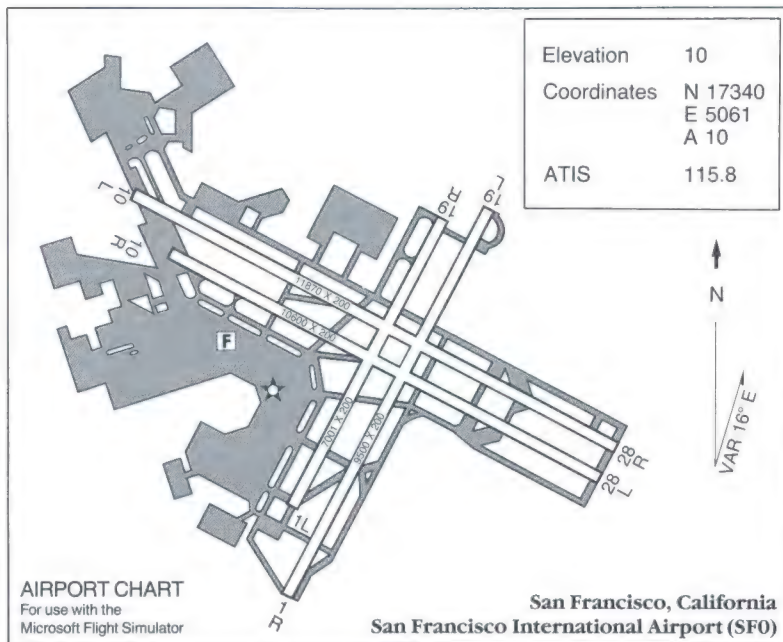 Elevation 10
Coordinates N 17340
E 5061
A 10
ATIS 115.8
N
VAR 16° E
10
L
10
R
19
R
19
L
11870 X 200
10600 X 200
7001 X 200
9500 X 200
F
28
R
28
L
1L
1
R
AIRPORT CHART
For use with the
Microsoft Flight Simulator
San Francisco, California
San Francisco International Airport (SFO)